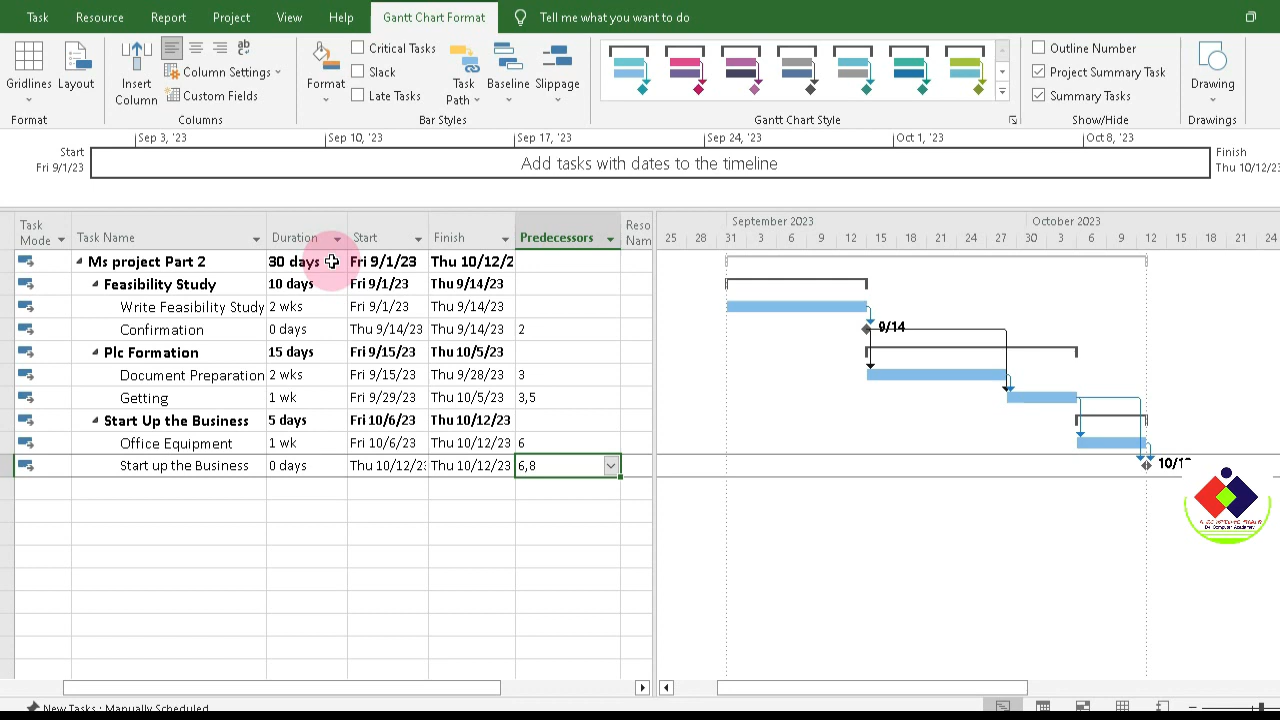 Task Resource Report Project View Help Gantt Chart Format Tell me what you want to do
Gridlines Layout
Format
Insert Column
Column Settings
Custom Fields
Columns
Format
Critical Tasks
Slack
Late Tasks
Task Path
Baseline
Slippage
Bar Styles
Gantt Chart Style
Outline Number
Project Summary Task
Summary Tasks
Show/Hide
Drawing
Drawings
Sep 3, '23 Sep 10, '23 Sep 17, '23 Sep 24, '23 Oct 1, '23 Oct 8, '23
Start
Fri 9/1/23
Add tasks with dates to the timeline
Finish
Thu 10/12/23
Task Mode Task Name Duration Start Finish Predecessors Reso Nam
Ms project Part 2 30 days Fri 9/1/23 Thu 10/12/2
Feasibility Study 10 days Fri 9/1/23 Thu 9/14/23
Write Feasibility Study 2 wks Fri 9/1/23 Thu 9/14/23
Confirmation 0 days Thu 9/14/23 Thu 9/14/23 2
Plc Formation 15 days Fri 9/15/23 Thu 10/5/23
Document Preparation 2 wks Fri 9/15/23 Thu 9/28/23 3
Getting 1 wk Fri 9/29/23 Thu 10/5/23 3,5
Start Up the Business 5 days Fri 10/6/23 Thu 10/12/23
Office Equipment 1 wk Fri 10/6/23 Thu 10/12/23 6
Start up the Business 0 days Thu 10/12/2 Thu 10/12/23 6,8
September 2023 October 2023
25 28 31 3 6 9 12 15 18 21 24 27 30 3 6 9 12 15 18 21 24
9/14
New Tasks : Manually Scheduled